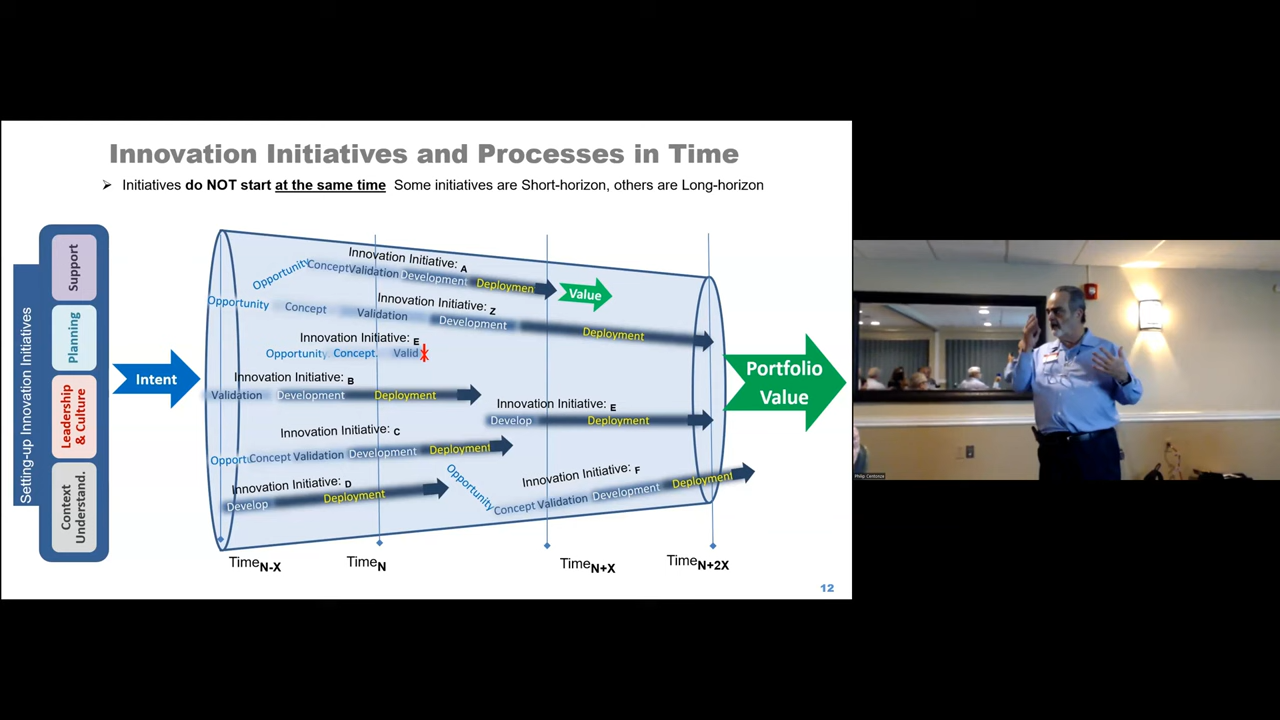 Innovation Initiatives and Processes in Time
➢ Initiatives do NOT start at the same time Some initiatives are Short-horizon, others are Long-horizon
Setting-up Innovation Initiatives
Support
Planning
Leadership
& Culture
Context
Understand.
Intent
Innovation Initiative: A
Opportunity Concept Validation Development Deploymen
Value
Innovation Initiative: Z
Opportunity Concept Validation Development Deployment
Innovation Initiative: E
Opportunity Concept. Valid
Innovation Initiative: B
Validation Development Deployment
Innovation Initiative: E
Develop Deployment
Innovation Initiative: C
Opportu Concept Validation Development Deployment
Innovation Initiative: D
Develop Deployment
Innovation Initiative: F
Opportunity Concept Validation Development Deployment
Portfolio
Value
TimeN-X TimeN TimeN+X TimeN+2X
12
Philip Centonze